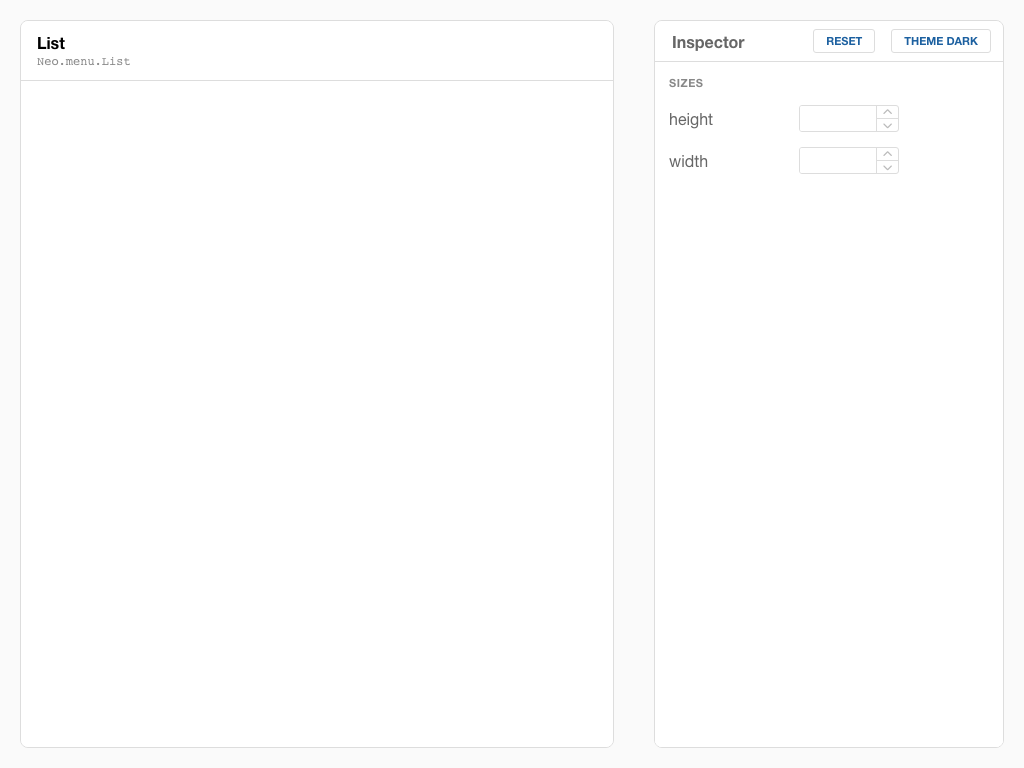 List
Neo.menu.List
Inspector
RESET
THEME DARK
SIZES
height
width